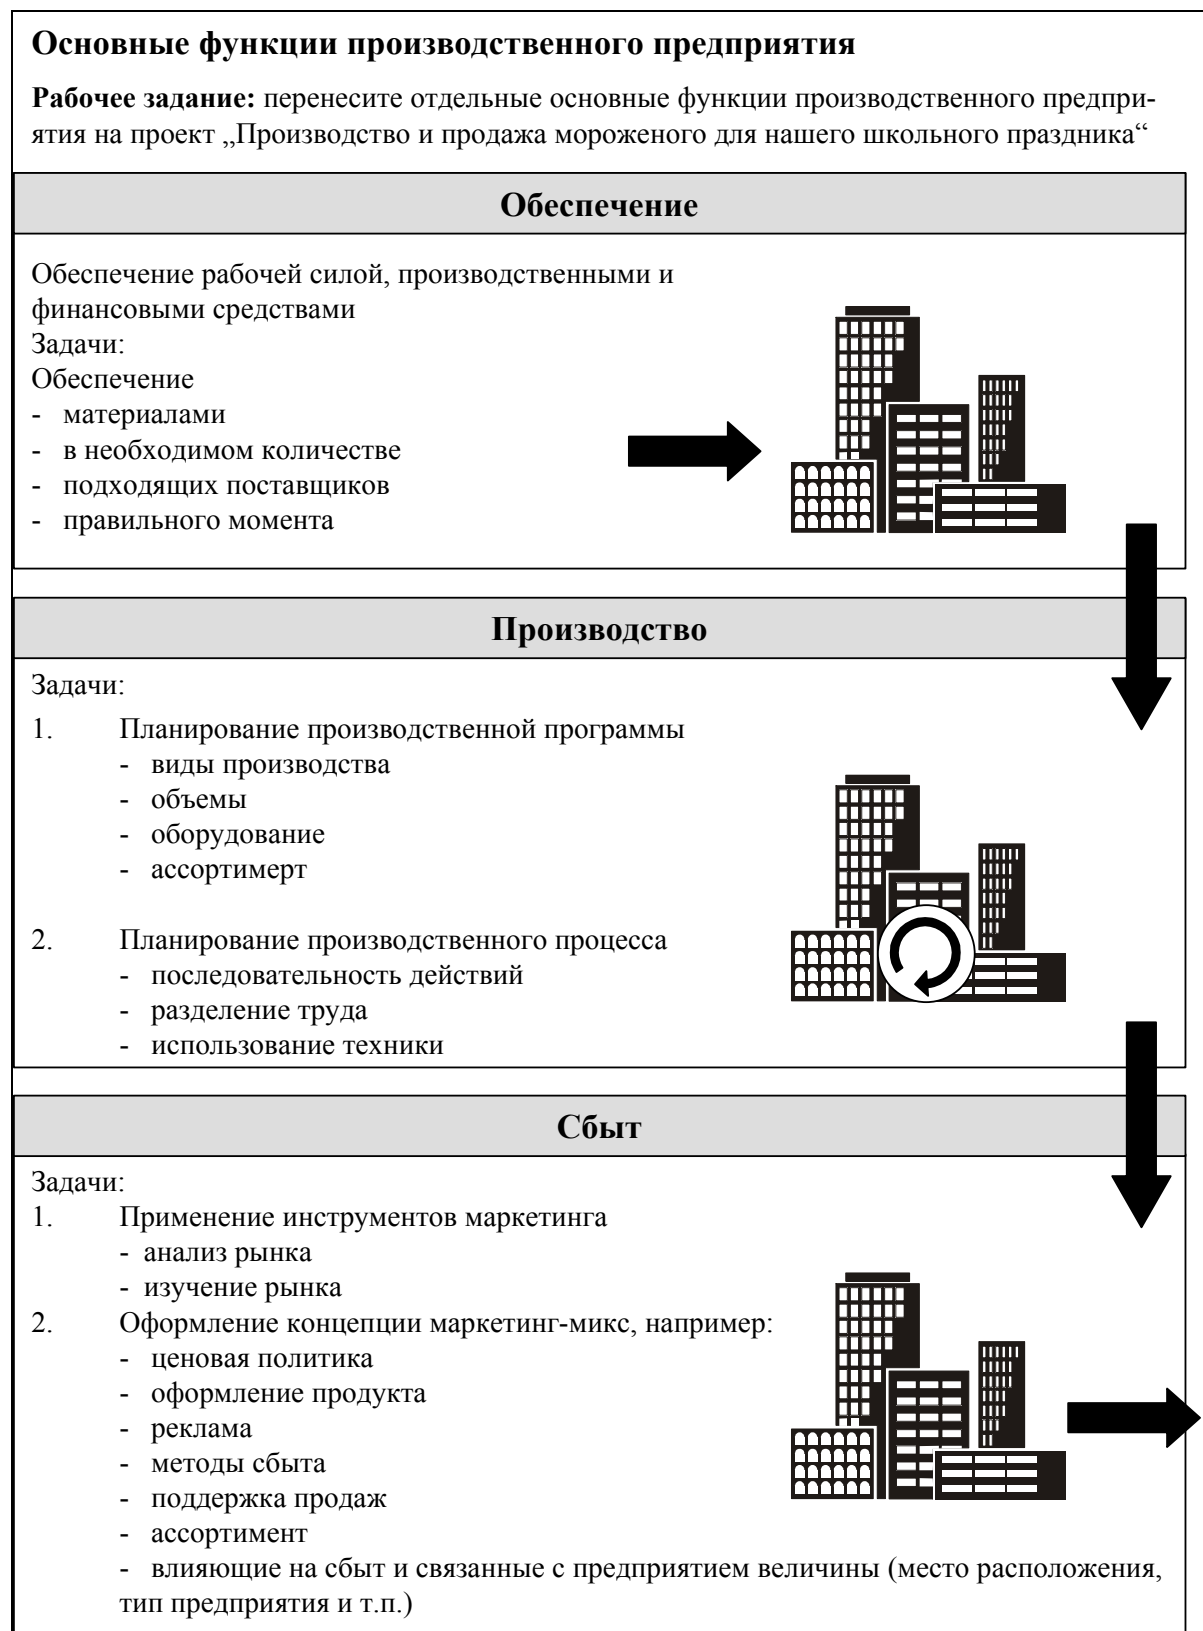 Основные функции производственного предприятия
Рабочее задание: перенесите отдельные основные функции производственного предпри-
ятия на проект „Производство и продажа мороженого для нашего школьного праздника“
Обеспечение
Обеспечение рабочей силой, производственными и
финансовыми средствами
Задачи:
Обеспечение
- материалами
- в необходимом количестве
- подходящих поставщиков
- правильного момента
Производство
Задачи:
1. Планирование производственной программы
- виды производства
- объемы
- оборудование
- ассортимерт
2. Планирование производственного процесса
- последовательность действий
- разделение труда
- использование техники
Сбыт
Задачи:
1. Применение инструментов маркетинга
- анализ рынка
- изучение рынка
2. Оформление концепции маркетинг-микс, например:
- ценовая политика
- оформление продукта
- реклама
- методы сбыта
- поддержка продаж
- ассортимент
- влияющие на сбыт и связанные с предприятием величины (место расположения,
тип предприятия и т.п.)